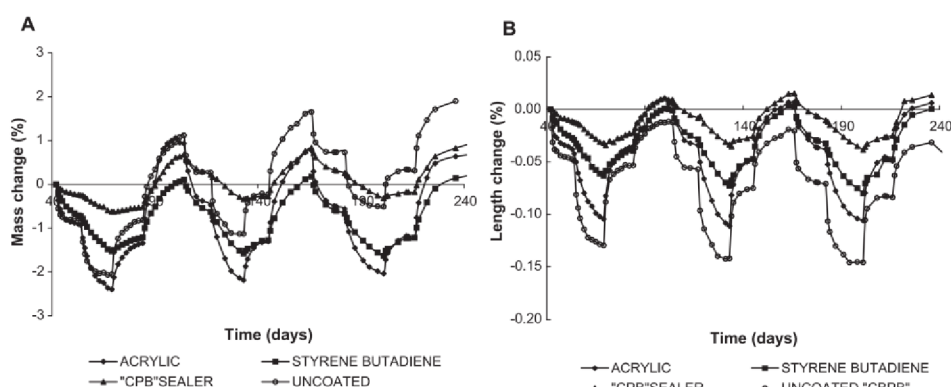 A
3
2
1
0
-1
-2
-3
40
90
140
190
240
Mass change (%)
Time (days)
ACRYLIC
STYRENE BUTADIENE
"CPB"SEALER
UNCOATED
B
0.05
0.00
-0.05
-0.10
-0.15
-0.20
40
140
190
240
Length change (%)
Time (days)
ACRYLIC
STYRENE BUTADIENE
"CPB"SEALER